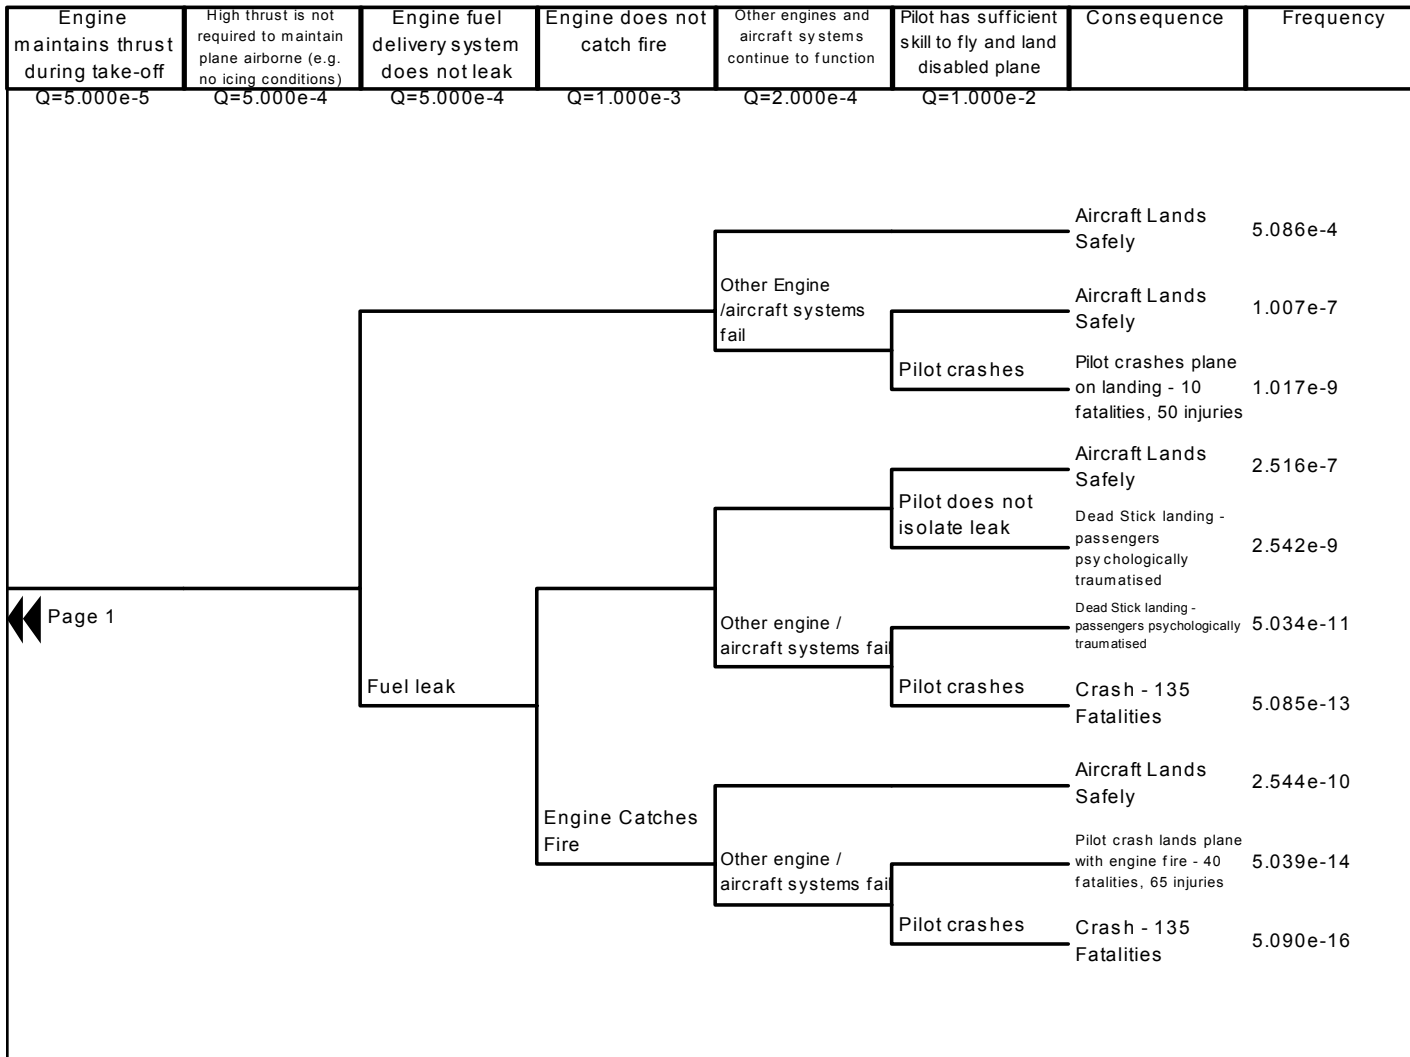 Engine
maintains thrust
during take-off
High thrust is not
required to maintain
plane airborne (e.g.
no icing conditions)
Engine fuel
delivery system
does not leak
Engine does not
catch fire
Other engines and
aircraft systems
continue to function
Pilot has sufficient
skill to fly and land
disabled plane
Consequence
Frequency
Q=5.000e-5
Q=5.000e-4
Q=5.000e-4
Q=1.000e-3
Q=2.000e-4
Q=1.000e-2
Aircraft Lands
Safely
5.086e-4
Other Engine
/aircraft systems
fail
Aircraft Lands
Safely
1.007e-7
Pilot crashes
Pilot crashes plane
on landing - 10
fatalities, 50 injuries
1.017e-9
Aircraft Lands
Safely
2.516e-7
Pilot does not
isolate leak
Dead Stick landing -
passengers
psychologically
traumatised
2.542e-9
Page 1
Other engine /
aircraft systems fail
Dead Stick landing -
passengers psychologically
traumatised
5.034e-11
Fuel leak
Pilot crashes
Crash - 135
Fatalities
5.085e-13
Aircraft Lands
Safely
2.544e-10
Engine Catches
Fire
Other engine /
aircraft systems fail
Pilot crash lands plane
with engine fire - 40
fatalities, 65 injuries
5.039e-14
Pilot crashes
Crash - 135
Fatalities
5.090e-16